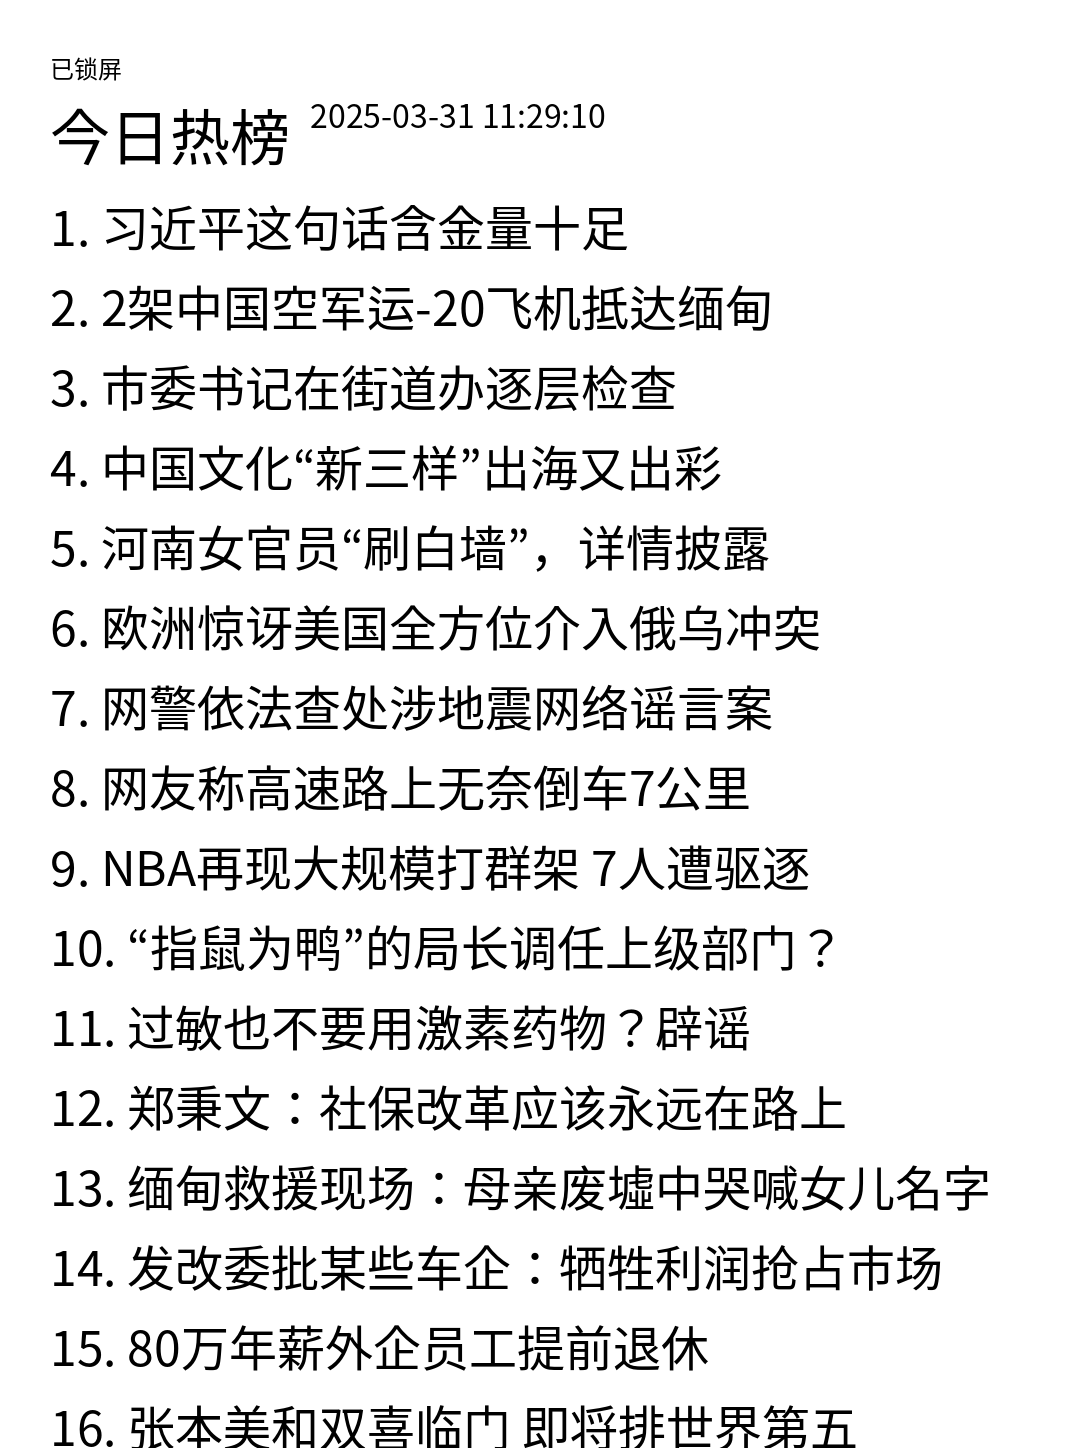 已锁屏
今日热榜 2025-03-31 11:29:10
1. 习近平这句话含金量十足
2. 2架中国空军运-20飞机抵达缅甸
3. 市委书记在街道办逐层检查
4. 中国文化“新三样”出海又出彩
5. 河南女官员“刷白墙”，详情披露
6. 欧洲惊讶美国全方位介入俄乌冲突
7. 网警依法查处涉地震网络谣言案
8. 网友称高速路上无奈倒车7公里
9. NBA再现大规模打群架 7人遭驱逐
10. “指鼠为鸭”的局长调任上级部门？
11. 过敏也不要用激素药物？辟谣
12. 郑秉文：社保改革应该永远在路上
13. 缅甸救援现场：母亲废墟中哭喊女儿名字
14. 发改委批某些车企：牺牲利润抢占市场
15. 80万年薪外企员工提前退休
16. 张本美和双喜临门 即将排世界第五